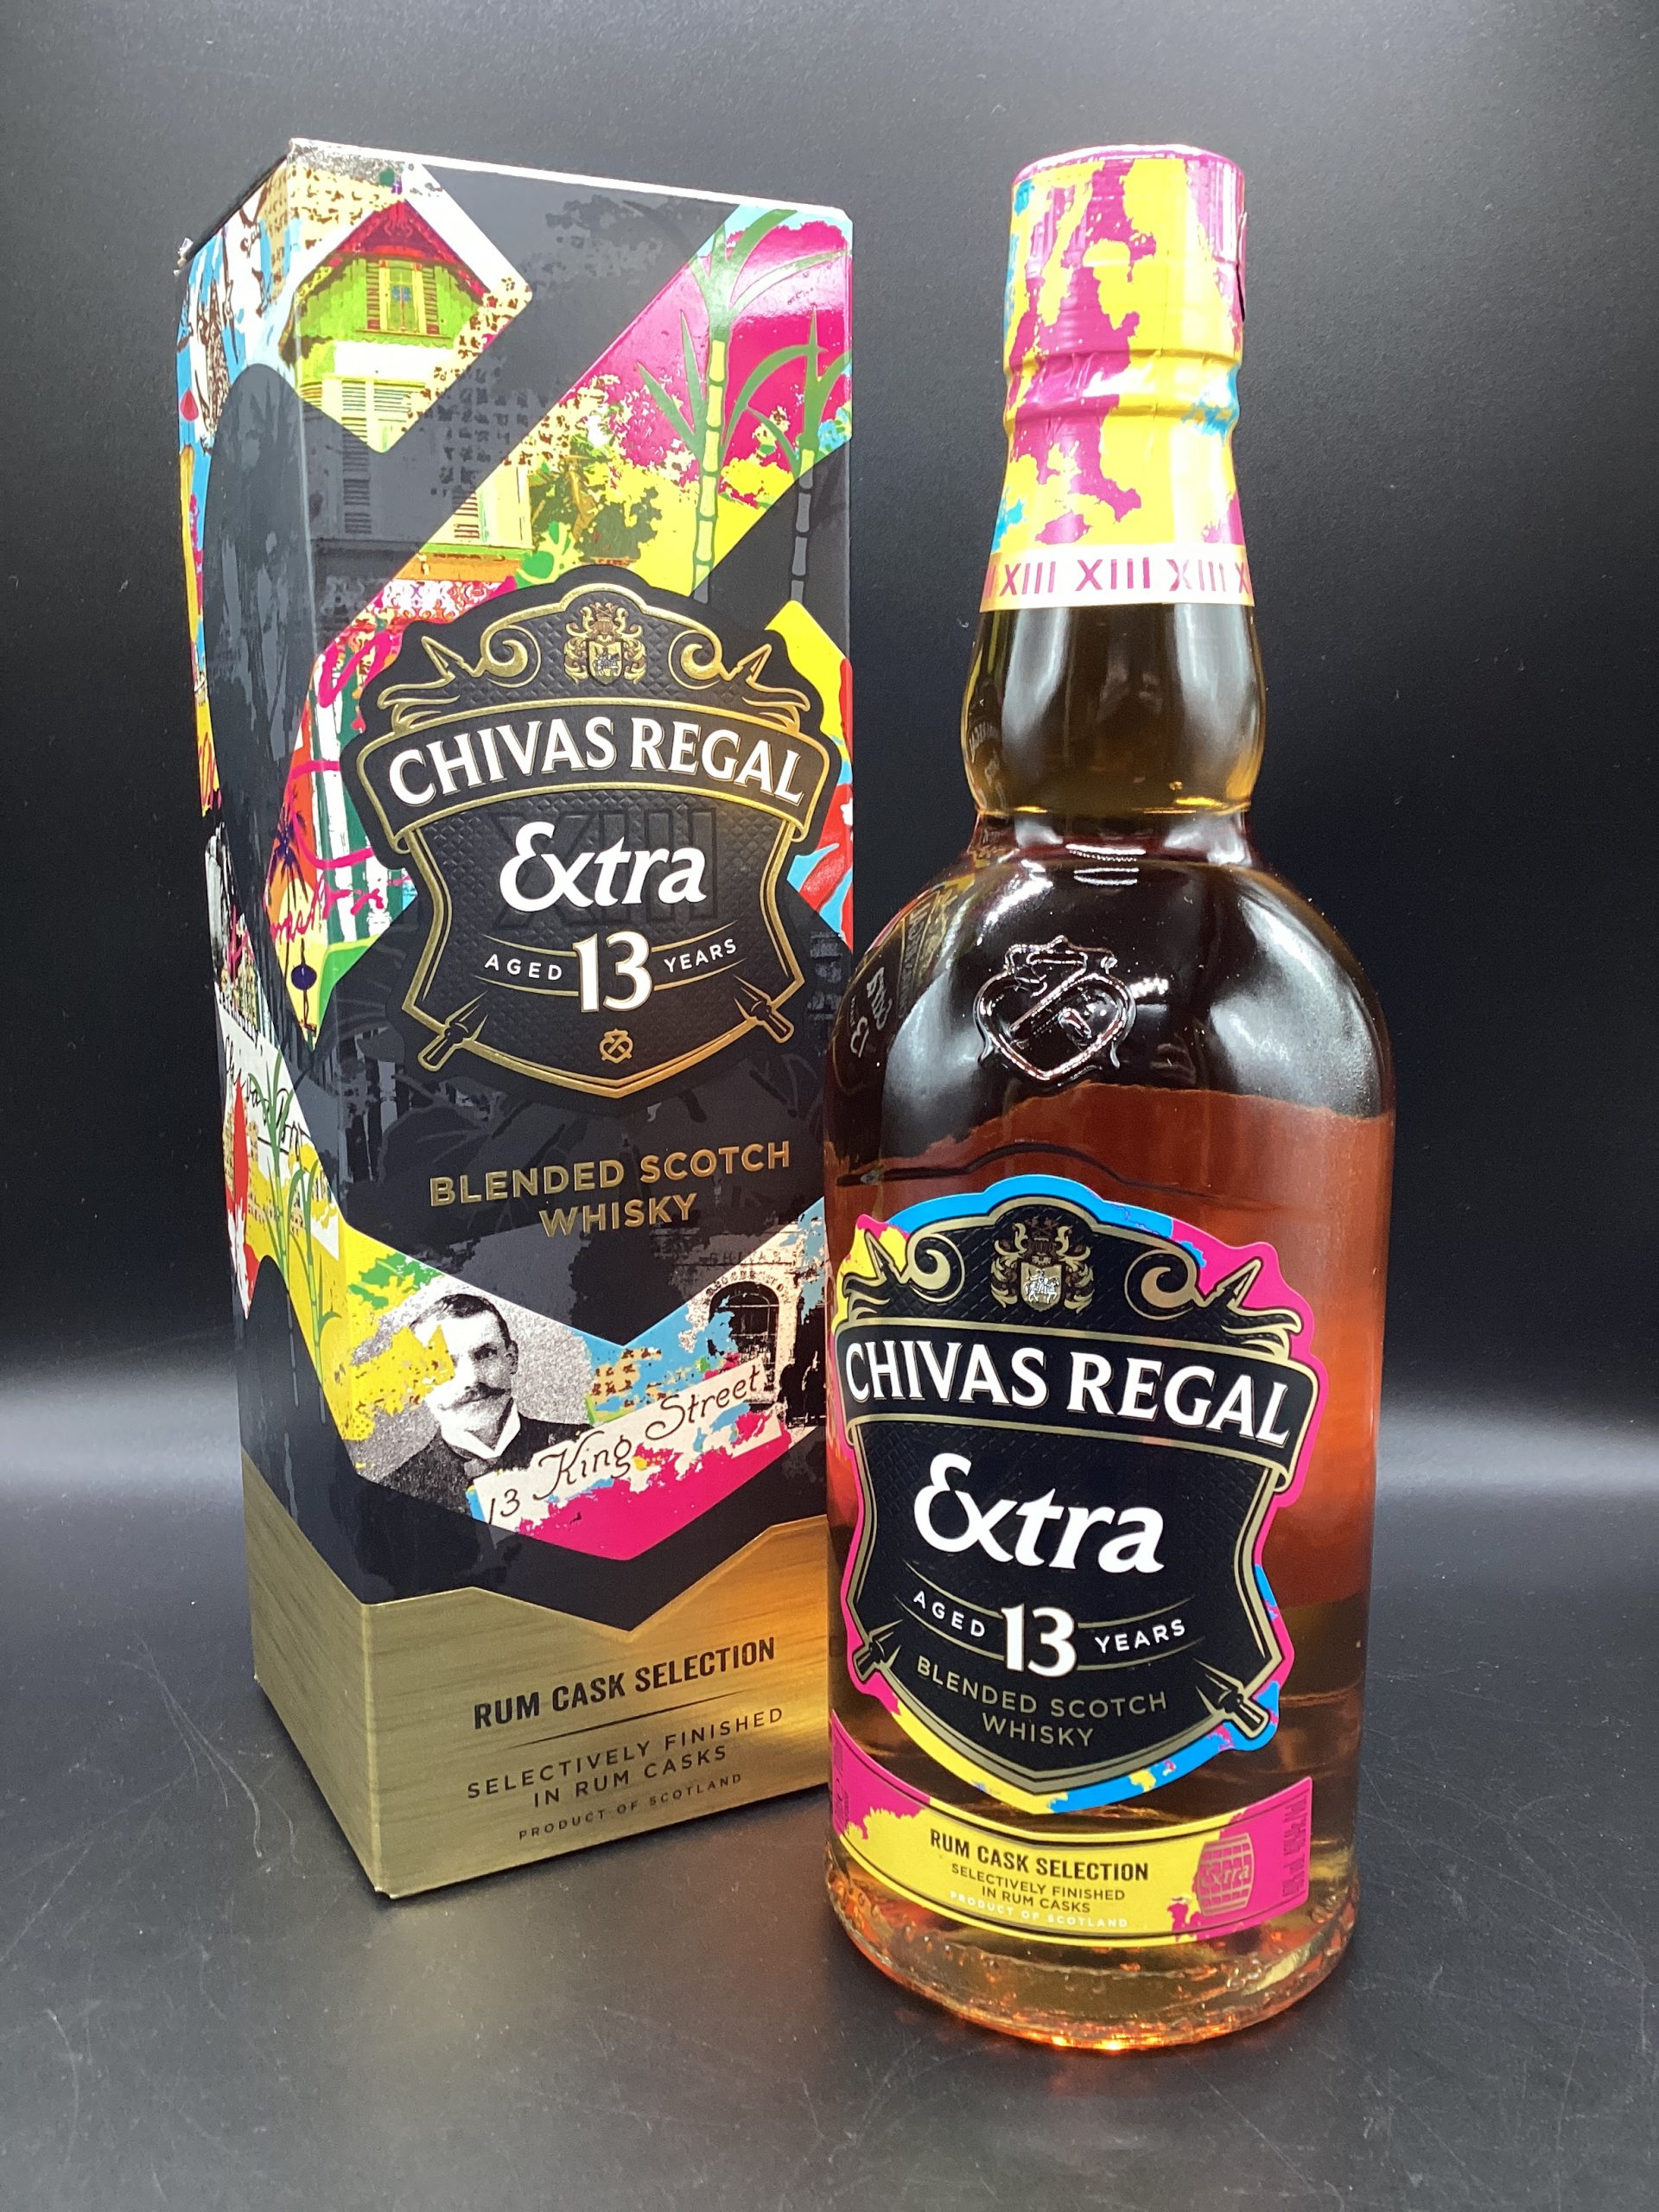 CHIVAS REGAL
Extra
AGED 13 YEARS
BLENDED SCOTCH
WHISKY
13 King Street
RUM CASK SELECTION
SELECTIVELY FINISHED
IN RUM CASKS
PRODUCT OF SCOTLAND
XIII XIII XIII
CHIVAS REGAL
Extra
AGED 13 YEARS
BLENDED SCOTCH
WHISKY
RUM CASK SELECTION
SELECTIVELY FINISHED
IN RUM CASKS
PRODUCT OF SCOTLAND
Extra